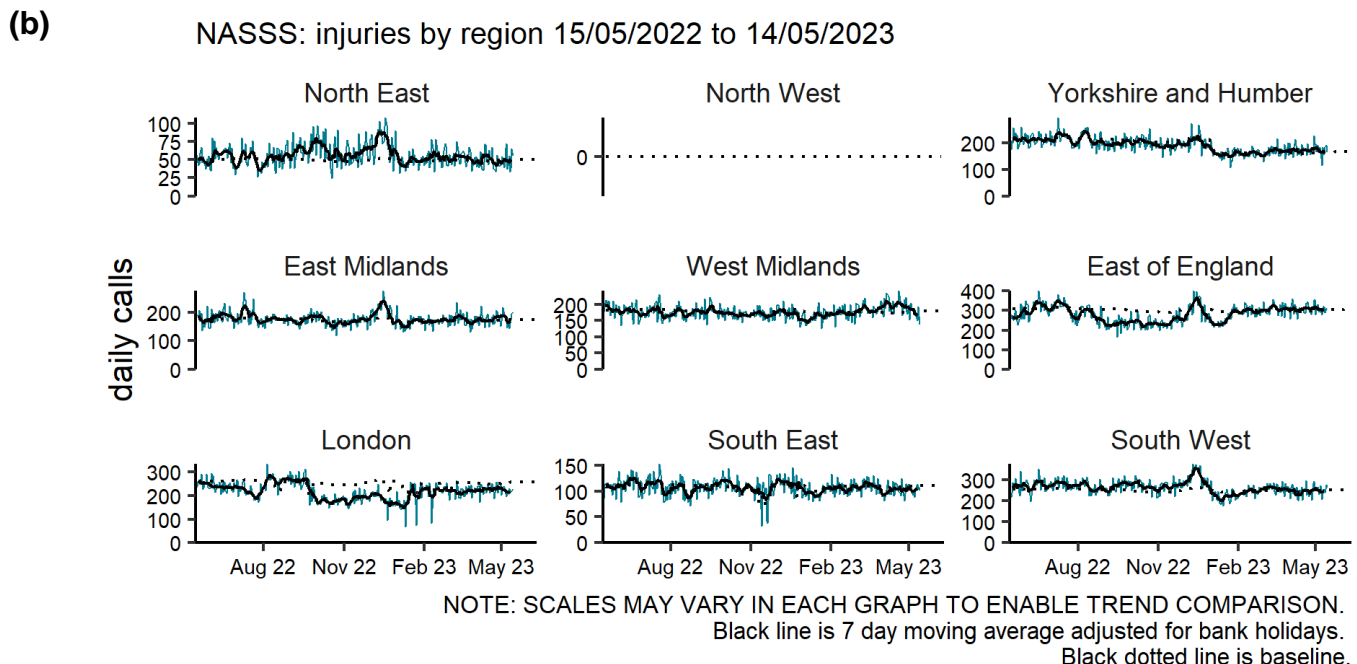 (b)
NASSS: injuries by region 15/05/2022 to 14/05/2023
North East
North West
Yorkshire and Humber
100
75
50
25
0
0
200
100
0
East Midlands
West Midlands
East of England
200
100
0
200
150
100
50
0
400
300
200
100
0
daily calls
London
South East
South West
300
200
100
0
150
100
50
0
300
200
100
0
Aug 22 Nov 22 Feb 23 May 23
Aug 22 Nov 22 Feb 23 May 23
Aug 22 Nov 22 Feb 23 May 23
NOTE: SCALES MAY VARY IN EACH GRAPH TO ENABLE TREND COMPARISON.
Black line is 7 day moving average adjusted for bank holidays.
Black dotted line is baseline.